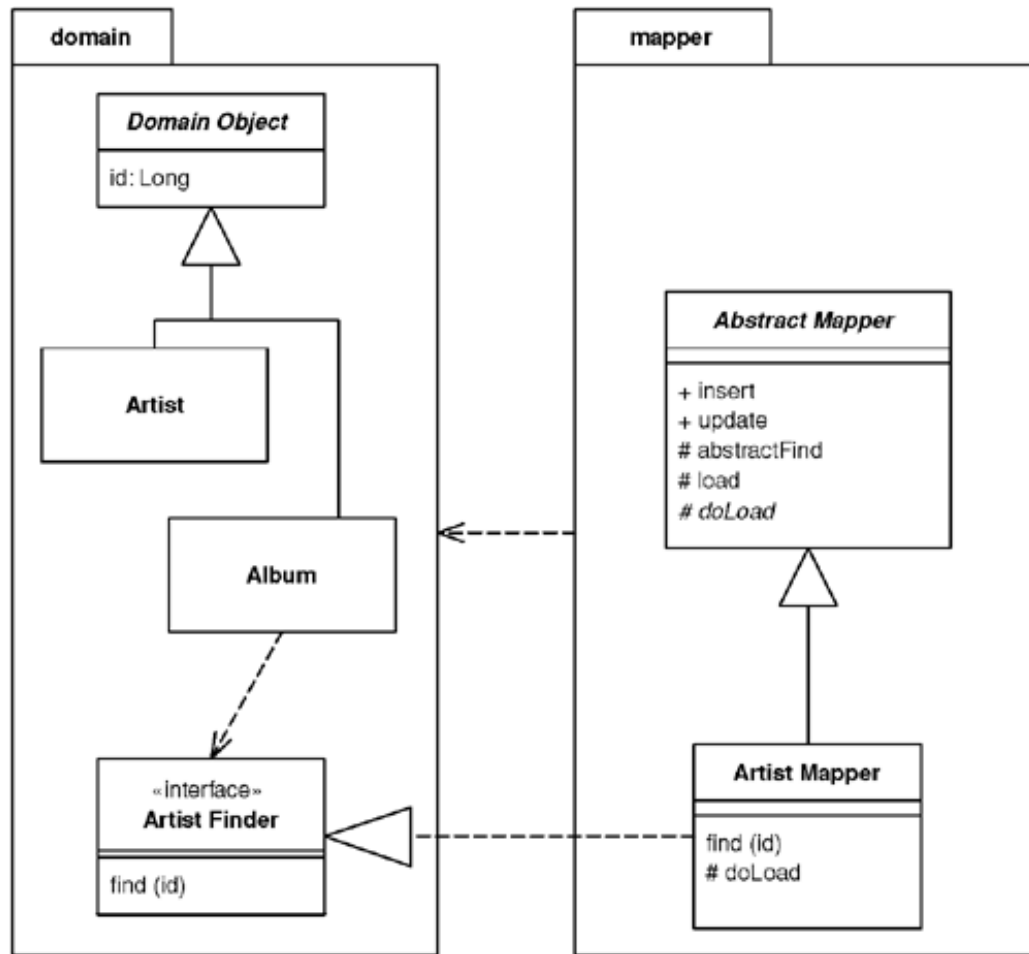 domain
Domain Object
id: Long
Artist
Album
«interface»
Artist Finder
find (id)
mapper
Abstract Mapper
+ insert
+ update
# abstractFind
# load
# doLoad
Artist Mapper
find (id)
# doLoad